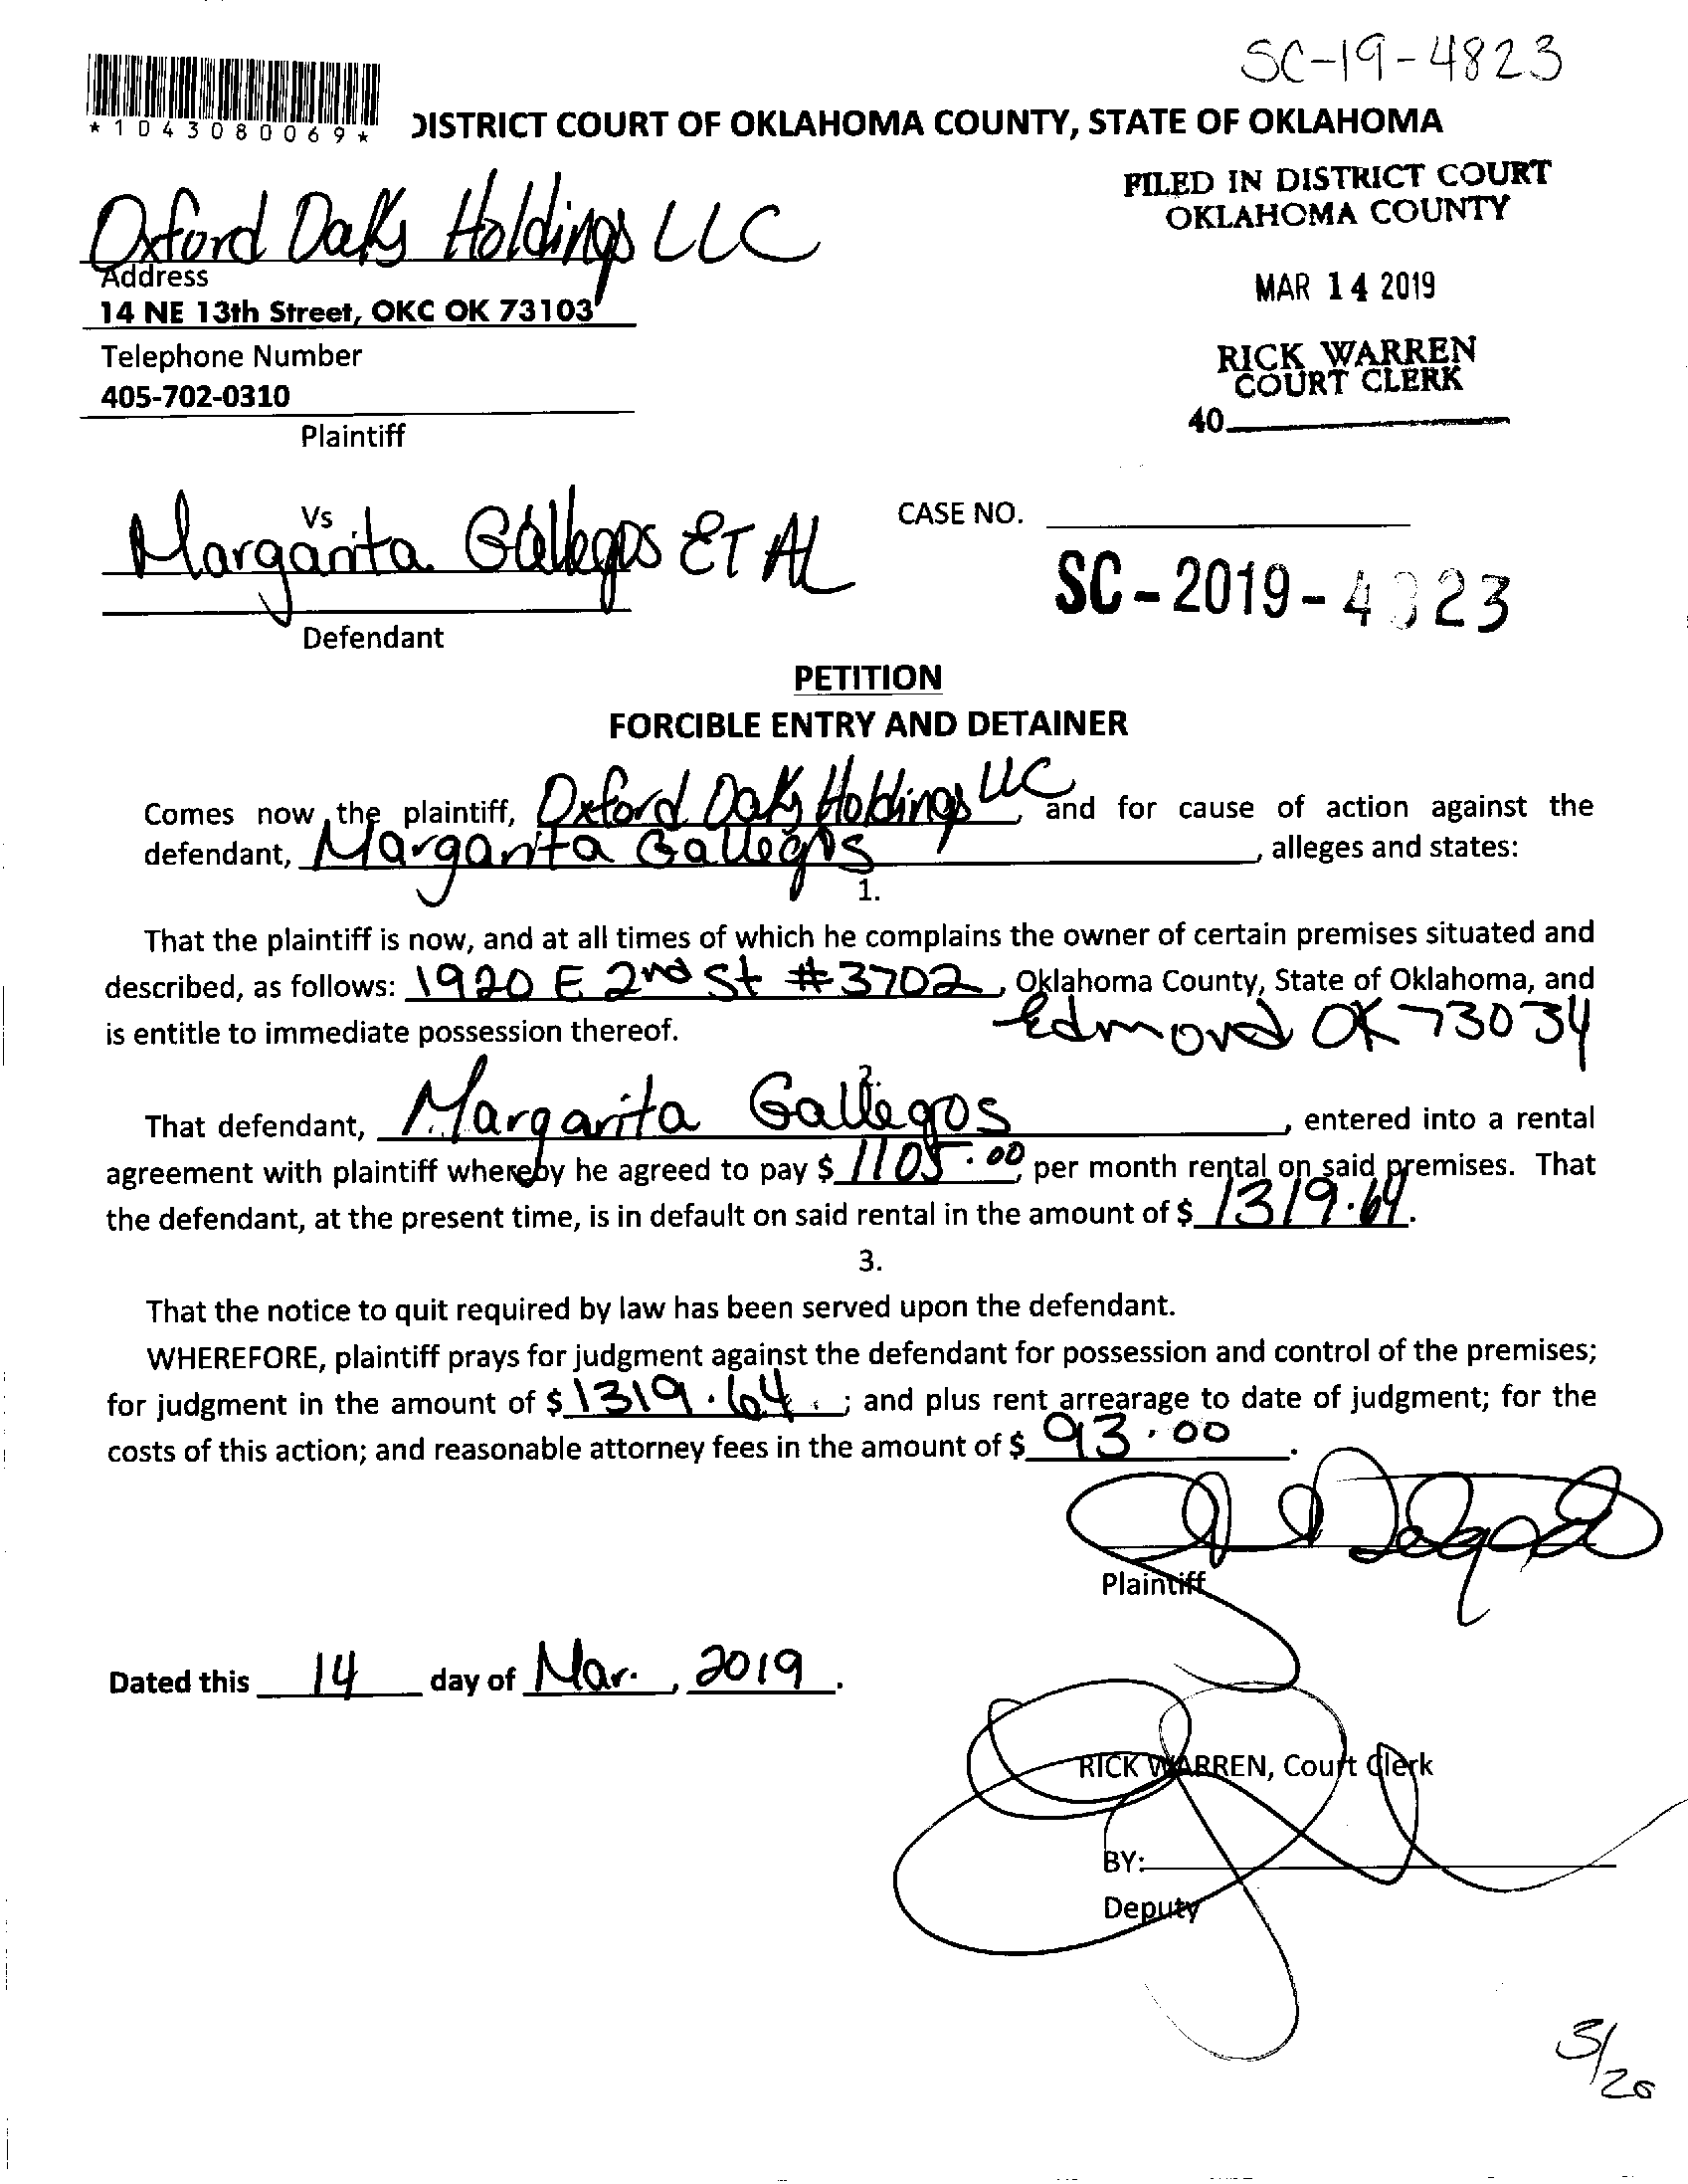 SC-19-4823
*1043080069*
DISTRICT COURT OF OKLAHOMA COUNTY, STATE OF OKLAHOMA
FILED IN DISTRICT COURT
OKLAHOMA COUNTY
MAR 14 2019
RICK WARREN
COURT CLERK
40
Oxford Oaks Holdings LLC
Address
14 NE 13th Street, OKC OK 73103
Telephone Number
405-702-0310
Plaintiff
Vs
Margarita Gallegos ET AL
Defendant
CASE NO.
SC-2019-4823
PETITION
FORCIBLE ENTRY AND DETAINER
Comes now the plaintiff, Oxford Oaks Holdings LLC, and for cause of action against the
defendant, Margarita Gallegos, alleges and states:
1.
That the plaintiff is now, and at all times of which he complains the owner of certain premises situated and
described, as follows: 1920 E 2nd St #3702, Oklahoma County, State of Oklahoma, and
Edmond OK 73034
is entitle to immediate possession thereof.
2.
That defendant, Margarita Gallegos, entered into a rental
agreement with plaintiff whereby he agreed to pay $ 1105.00, per month rental on said premises. That
the defendant, at the present time, is in default on said rental in the amount of $ 1319.64.
3.
That the notice to quit required by law has been served upon the defendant.
WHEREFORE, plaintiff prays for judgment against the defendant for possession and control of the premises;
for judgment in the amount of $ 1319.64.; and plus rent arrearage to date of judgment; for the
costs of this action; and reasonable attorney fees in the amount of $ 93.00.
Plaintiff
Dated this 14 day of Mar., 2019.
RICK WARREN, Court Clerk
BY:
Deputy
3/20